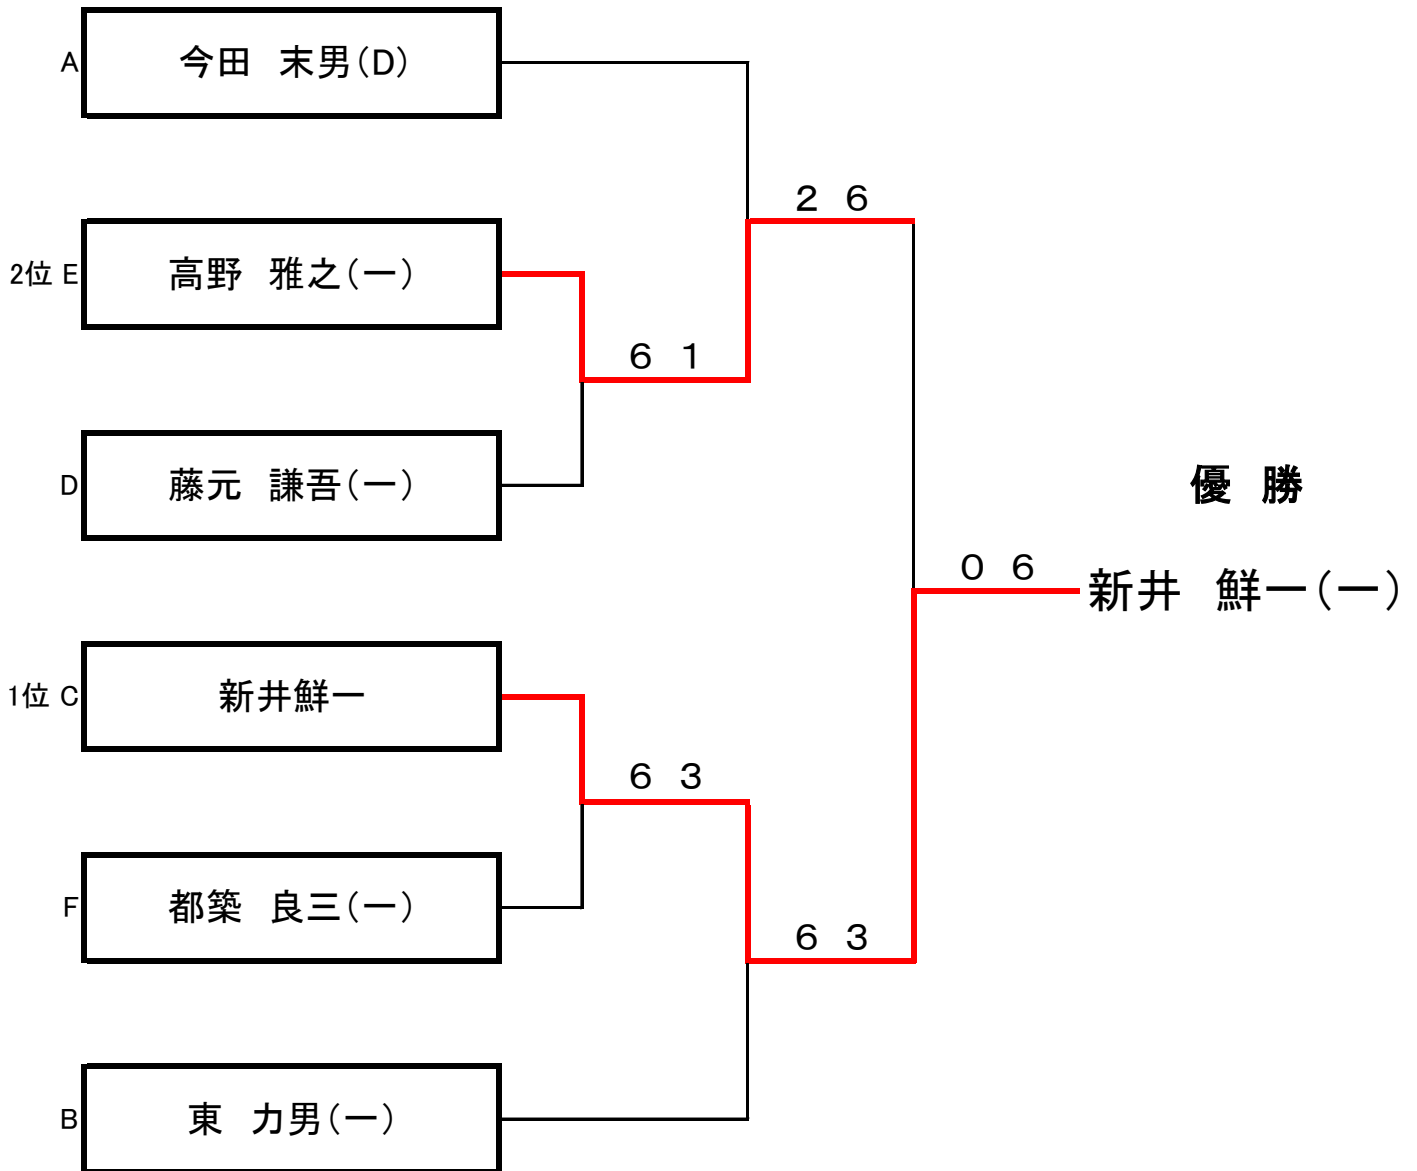 A 今田　末男(D)
２ ６
2位 E 高野　雅之(一)
６ １
D 藤元　謙吾(一)
優 勝
０ ６
新井　鮮一(一)
1位 C 新井鮮一
６ ３
F 都築　良三(一)
６ ３
B 東　力男(一)